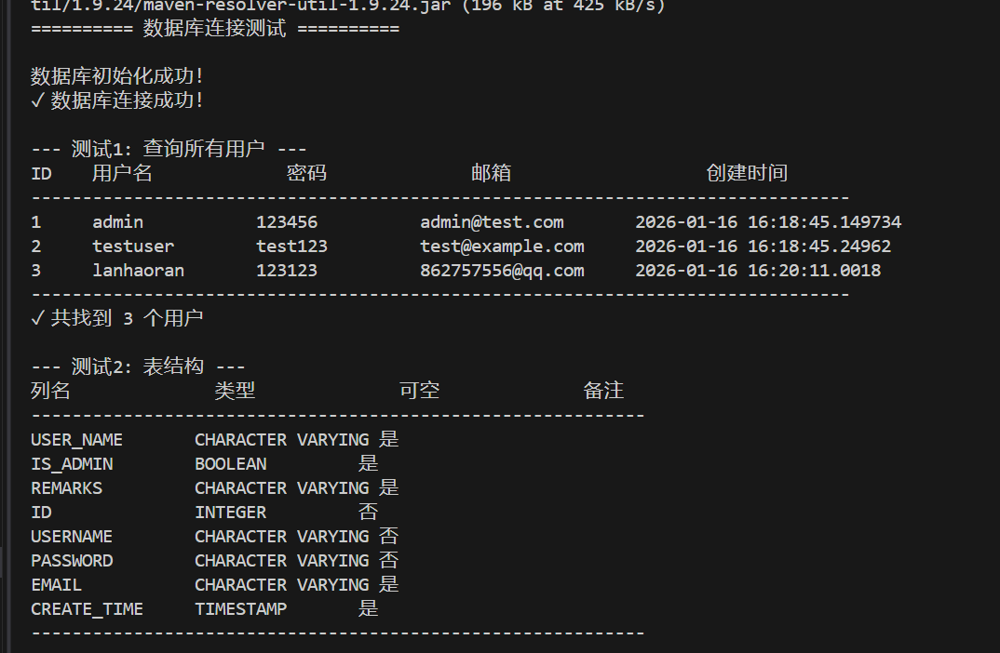 til/1.9.24/maven-resolver-util-1.9.24.jar (196 kB at 425 kB/s)
========== 数据库连接测试 ==========
数据库初始化成功!
✓ 数据库连接成功!
--- 测试1: 查询所有用户 ---
ID 用户名 密码 邮箱 创建时间
--------------------------------------------------------------------------------
1 admin 123456 admin@test.com 2026-01-16 16:18:45.149734
2 testuser test123 test@example.com 2026-01-16 16:18:45.24962
3 lanhaoran 123123 862757556@qq.com 2026-01-16 16:20:11.0018
--------------------------------------------------------------------------------
✓ 共找到 3 个用户
--- 测试2: 表结构 ---
列名 类型 可空 备注
------------------------------------------------------------
USER_NAME CHARACTER VARYING 是
IS_ADMIN BOOLEAN 是
REMARKS CHARACTER VARYING 是
ID INTEGER 否
USERNAME CHARACTER VARYING 否
PASSWORD CHARACTER VARYING 否
EMAIL CHARACTER VARYING 是
CREATE_TIME TIMESTAMP 是
------------------------------------------------------------